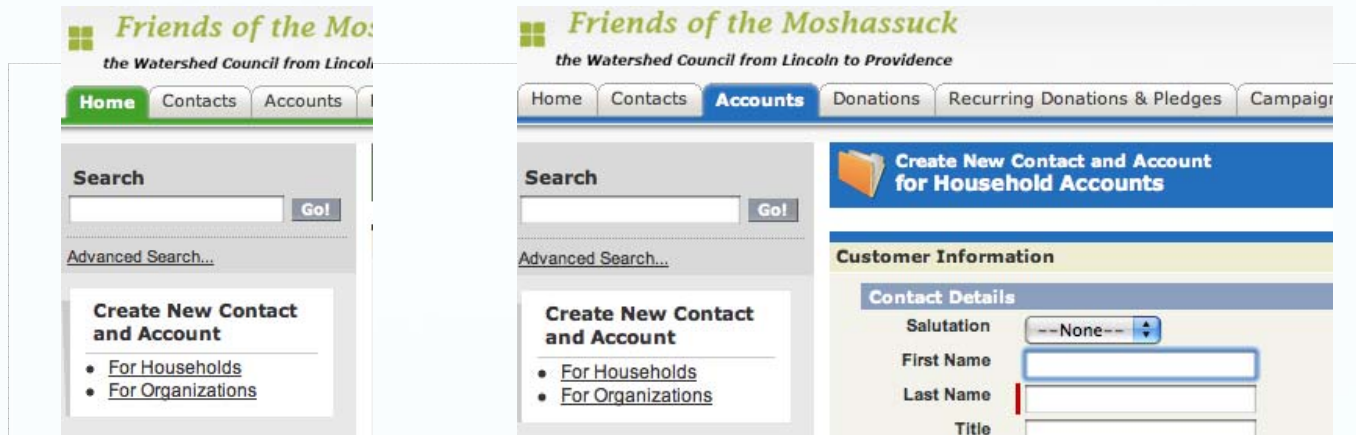 Friends of the Mos
the Watershed Council from Lincoln
Home Contacts Accounts
Search
Go!
Advanced Search...
Create New Contact
and Account
• For Households
• For Organizations
Friends of the Moshassuck
the Watershed Council from Lincoln to Providence
Home Contacts Accounts Donations Recurring Donations & Pledges Campaign
Search
Go!
Advanced Search...
Create New Contact
and Account
• For Households
• For Organizations
Create New Contact and Account
for Household Accounts
Customer Information
Contact Details
Salutation --None--
First Name
Last Name
Title